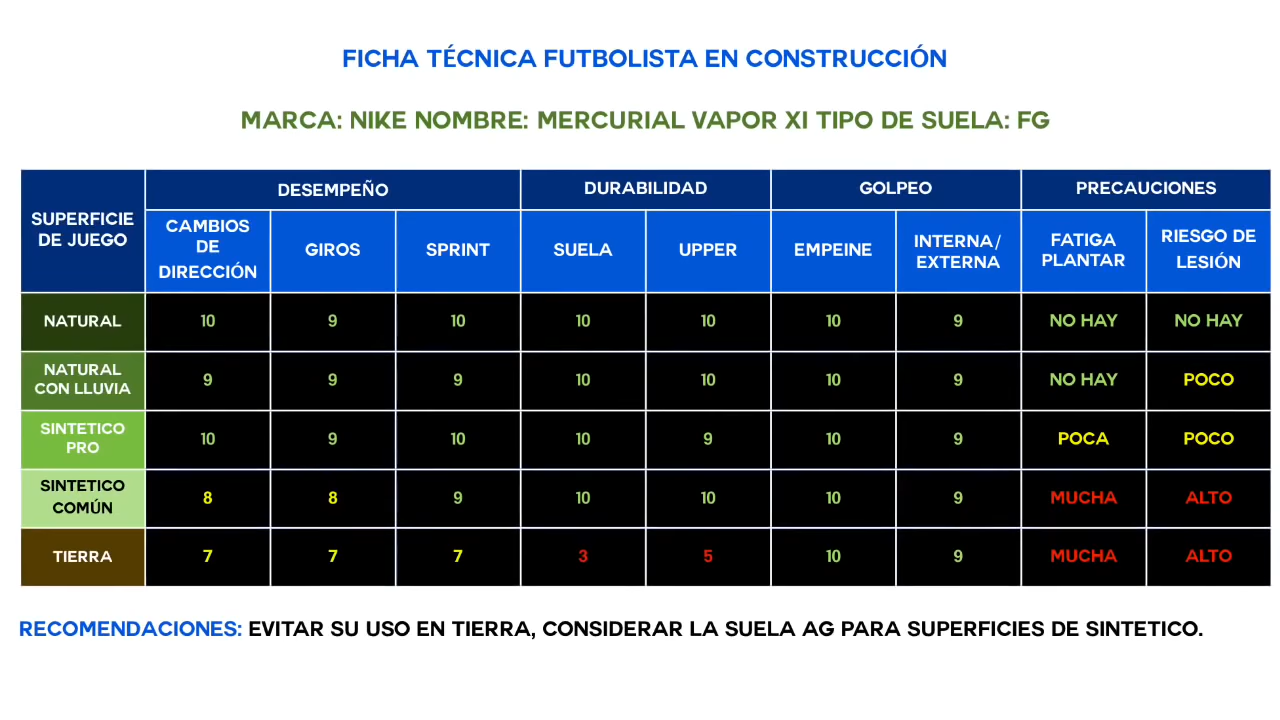 FICHA TÉCNICA FUTBOLISTA EN CONSTRUCCIÓN
MARCA: NIKE NOMBRE: MERCURIAL VAPOR XI TIPO DE SUELA: FG
SUPERFICIE DE JUEGO DESEMPEÑO DURABILIDAD GOLPEO PRECAUCIONES
CAMBIOS DE DIRECCIÓN GIROS SPRINT SUELA UPPER EMPEINE INTERNA/ EXTERNA FATIGA PLANTAR RIESGO DE LESIÓN
NATURAL 10 9 10 10 10 10 9 NO HAY NO HAY
NATURAL CON LLUVIA 9 9 9 10 10 10 9 NO HAY POCO
SINTETICO PRO 10 9 10 10 9 10 9 POCA POCO
SINTETICO COMÚN 8 8 9 10 10 10 9 MUCHA ALTO
TIERRA 7 7 7 3 5 10 9 MUCHA ALTO
RECOMENDACIONES: EVITAR SU USO EN TIERRA, CONSIDERAR LA SUELA AG PARA SUPERFICIES DE SINTETICO.